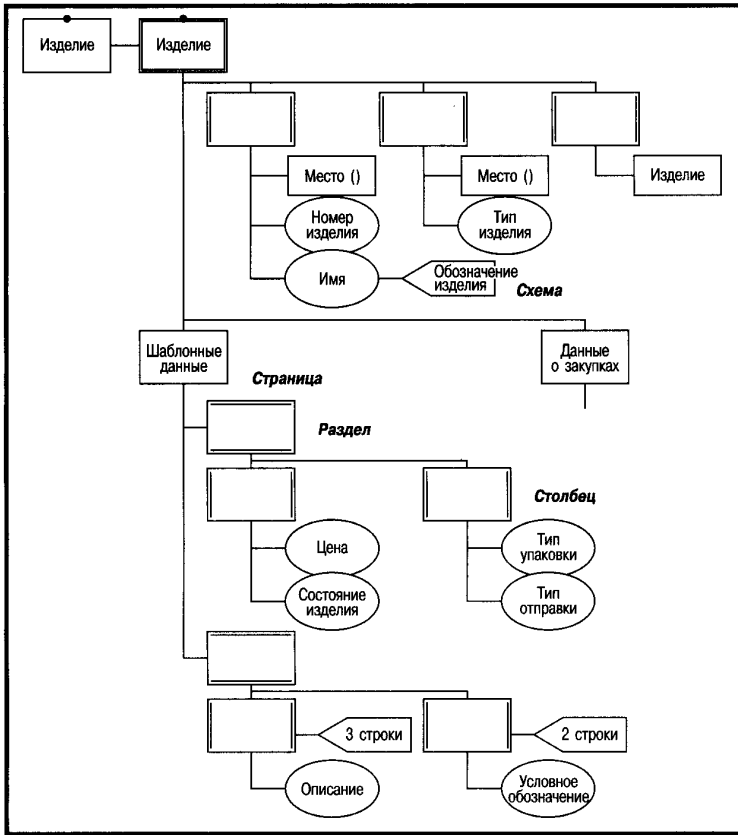 Изделие
Изделие
Место ()
Место ()
Изделие
Номер
изделия
Тип
изделия
Имя
Обозначение
изделия
Схема
Шаблонные
данные
Данные
о закупках
Страница
Раздел
Столбец
Цена
Тип
упаковки
Состояние
изделия
Тип
отправки
3 строки
2 строки
Описание
Условное
обозначение